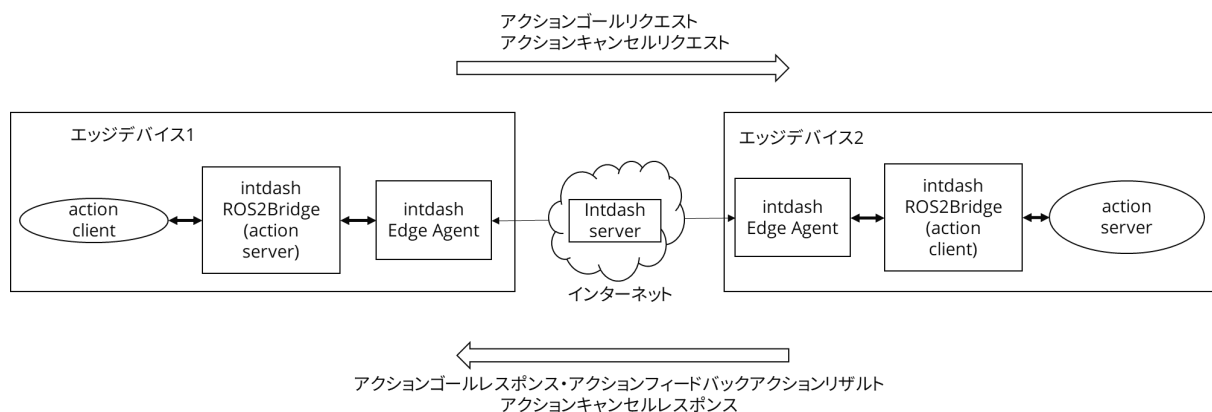 アクションゴールリクエスト
アクションキャンセルリクエスト
エッジデバイス1
action
client
intdash
ROS2Bridge
(action
server)
intdash
Edge Agent
Intdash
server
インターネット
エッジデバイス2
intdash
Edge Agent
intdash
ROS2Bridge
(action
client)
action
server
アクションゴールレスポンス・アクションフィードバックアクションリザルト
アクションキャンセルレスポンス